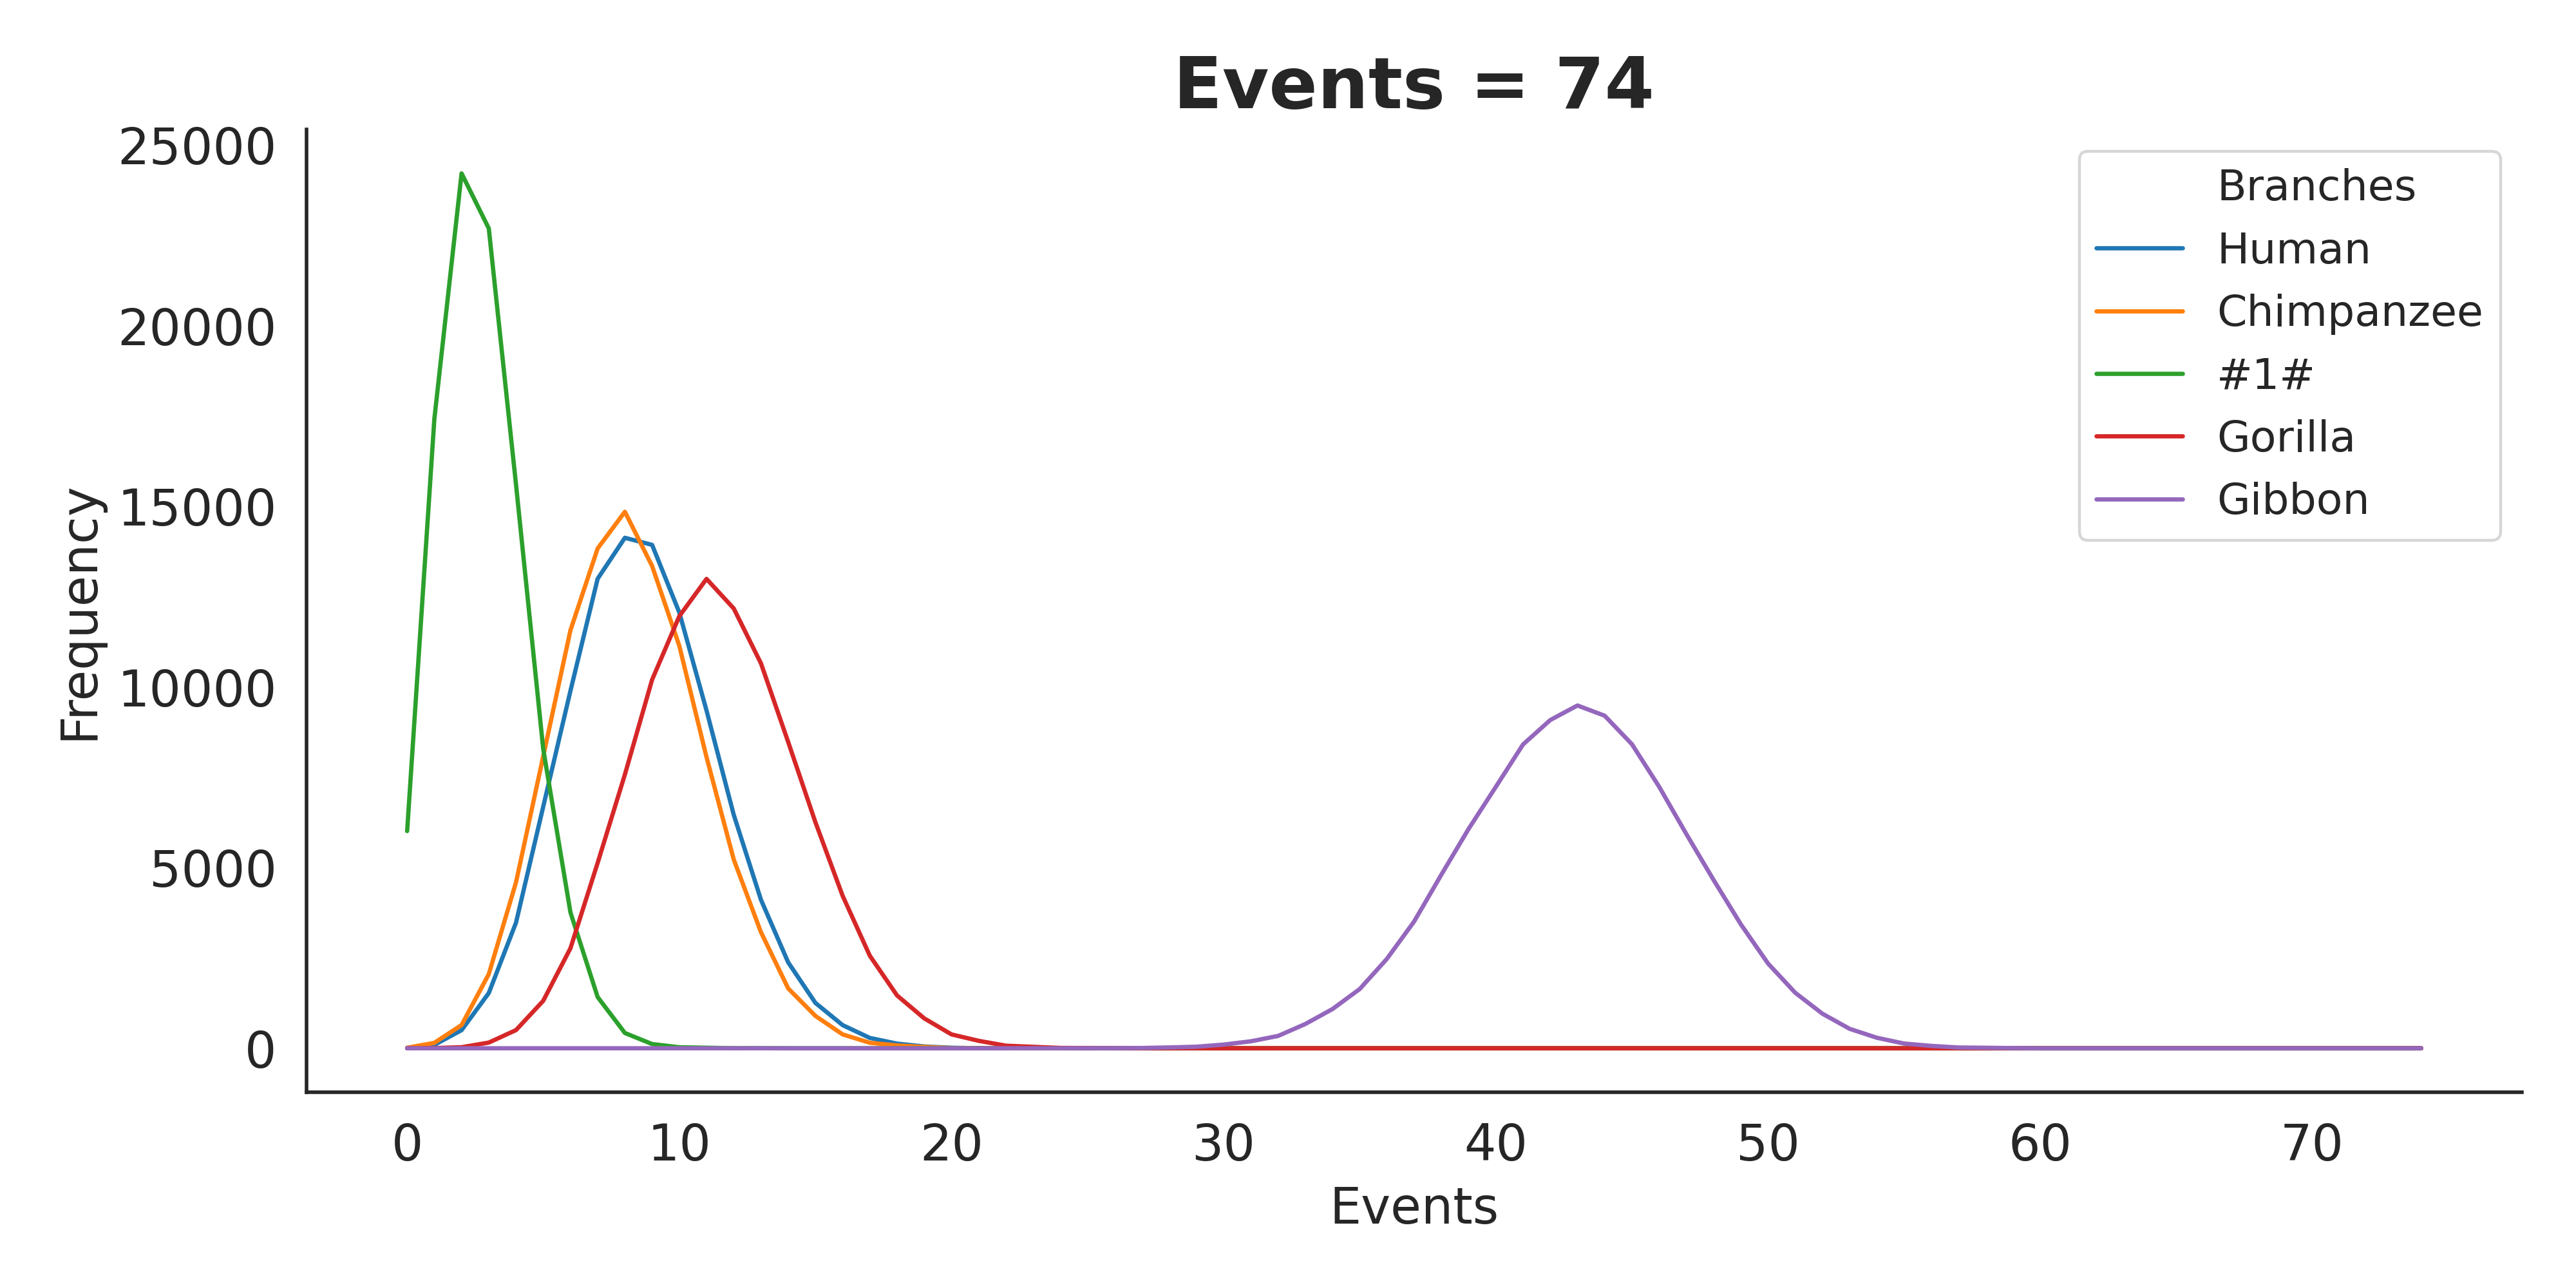 Events = 74
Frequency
25000
20000
15000
10000
5000
0
Branches
Human
Chimpanzee
#1#
Gorilla
Gibbon
0 10 20 30 40 50 60 70
Events